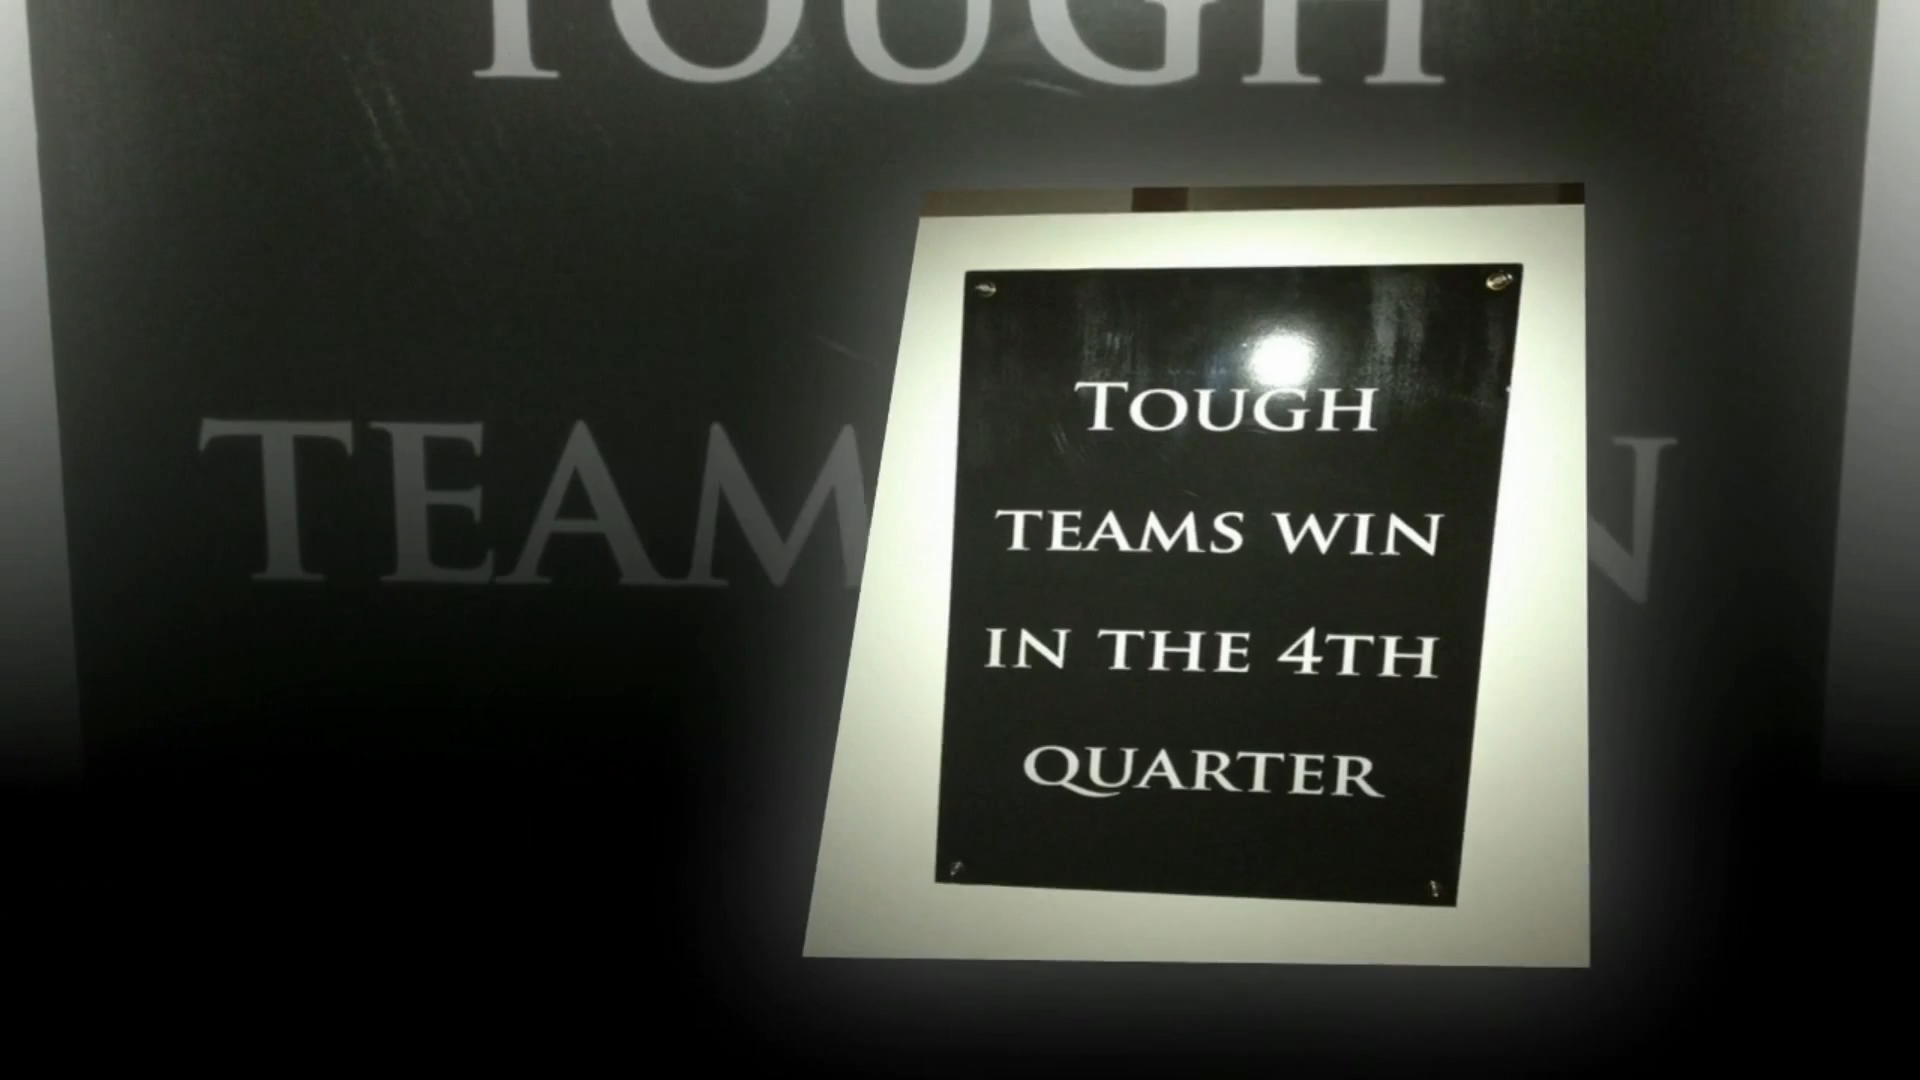 TOUGH
TEAM
N
TOUGH
TEAMS WIN
IN THE 4TH
QUARTER